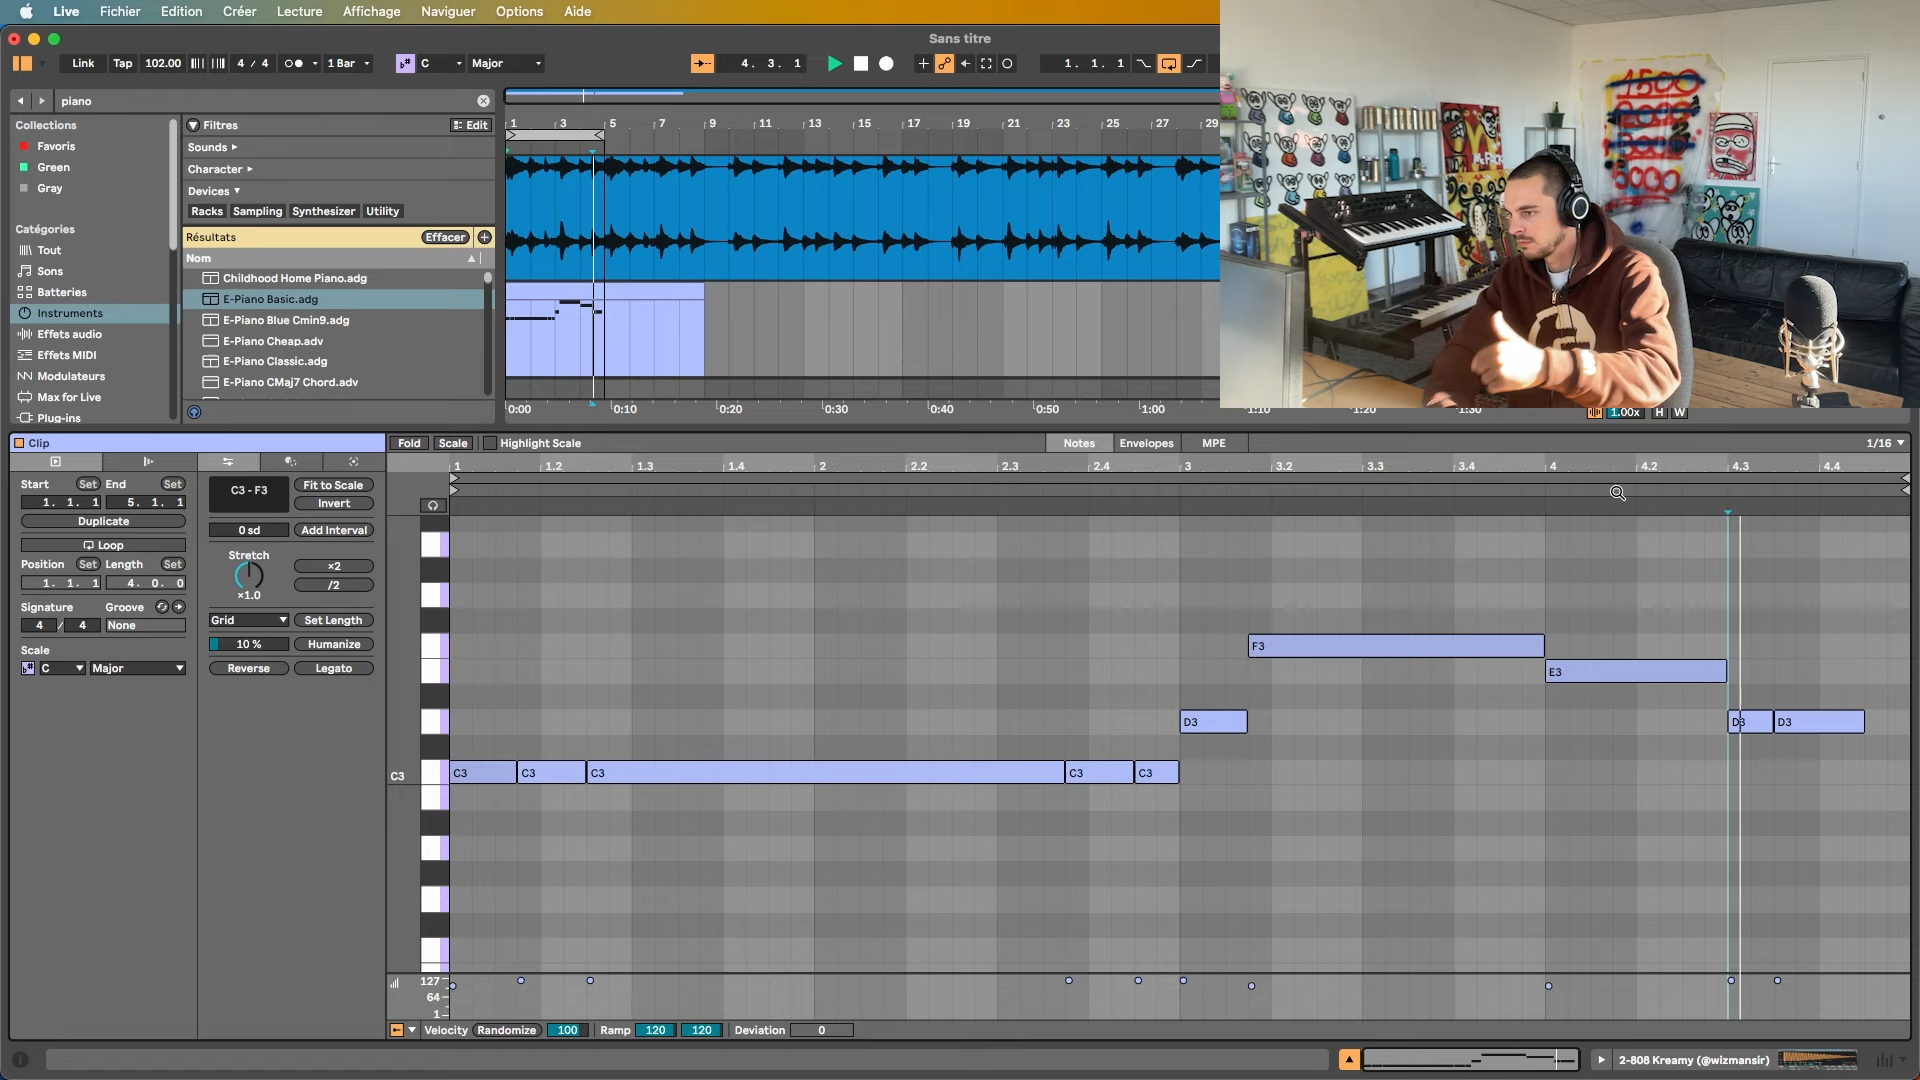 Live Fichier Edition Créer Lecture Affichage Naviguer Options Aide
Sans titre
Link Tap 102.00 4 / 4 1 Bar C Major 4. 3. 1 1. 1. 1
piano
Collections
Favoris
Green
Gray
Catégories
Tout
Sons
Batteries
Instruments
Effets audio
Effets MIDI
Modulateurs
Max for Live
Plug-ins
Filtres Edit
Sounds
Character
Devices
Racks Sampling Synthesizer Utility
Résultats Effacer
Nom
Childhood Home Piano.adg
E-Piano Basic.adg
E-Piano Blue Cmin9.adg
E-Piano Cheap.adv
E-Piano Classic.adg
E-Piano CMaj7 Chord.adv
1 3 5 7 9 11 13 15 17 19 21 23 25 27 29
0:00 0:10 0:20 0:30 0:40 0:50 1:00 1:10 1:20 1:30 1.00x H W
1500
2000
5000
Clip
Start Set End Set
1. 1. 1 5. 1. 1
Duplicate
Loop
Position Set Length Set
1. 1. 1 4. 0. 0
Signature Groove
4 / 4 None
Scale
C Major
C3 - F3 Fit to Scale
Invert
0 sd Add Interval
Stretch
×2
/2
×1.0
Grid Set Length
10 % Humanize
Reverse Legato
Fold Scale Highlight Scale Notes Envelopes MPE 1/16
1 1.2 1.3 1.4 2 2.2 2.3 2.4 3 3.2 3.3 3.4 4 4.2 4.3 4.4
F3
E3
D3 D3 D3
C3 C3 C3 C3 C3 C3
127
64
1
Velocity Randomize 100 Ramp 120 120 Deviation 0
2-808 Kreamy (@wizmansir)